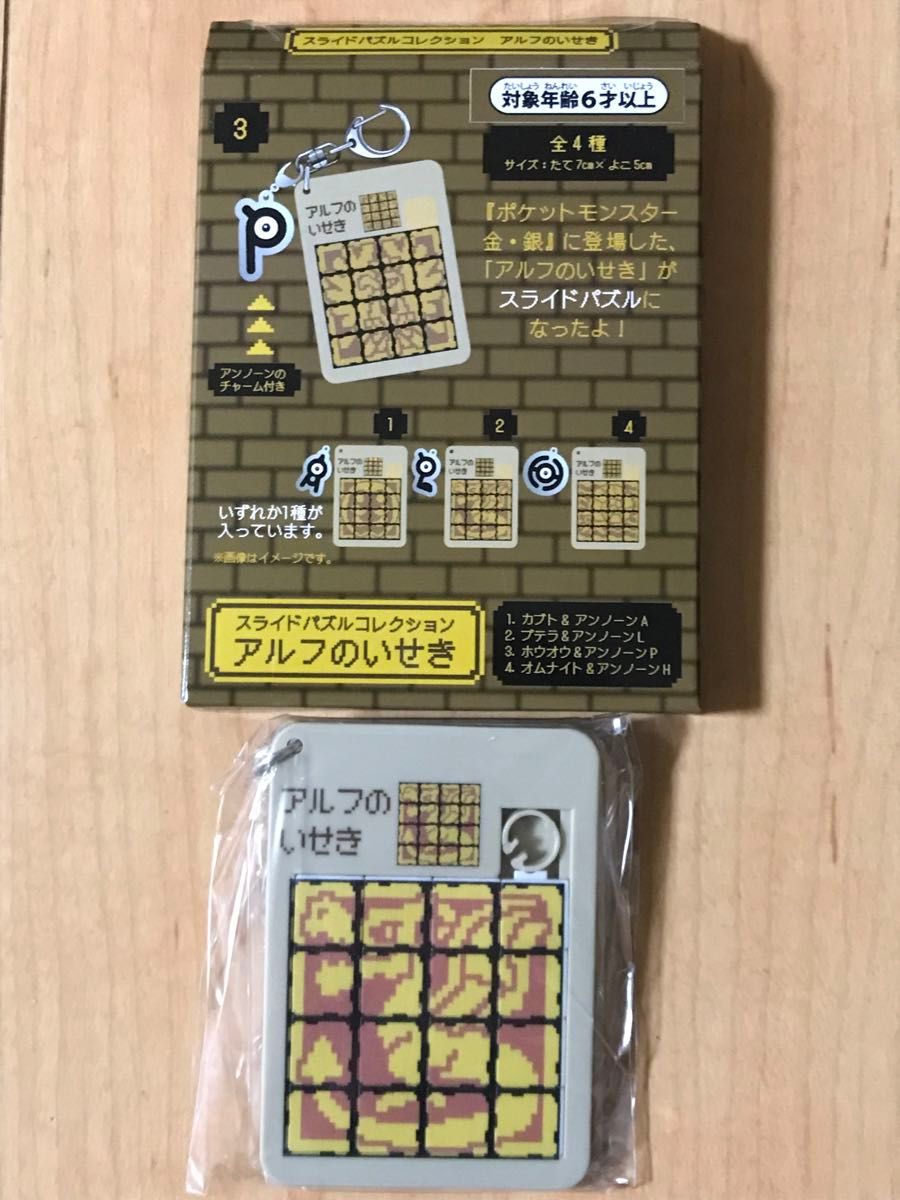 スライドパズルコレクション アルフのいせき
たいしょう ねんれい さい いじょう
対象年齢6才以上
3
全4種
サイズ：たて7cm×よこ5cm
アルフの
いせき
『ポケットモンスター
金・銀』に登場した、
「アルフのいせき」が
スライドパズルに
なったよ！
アンノーンの
チャーム付き
1
2
4
アルフの
いせき
アルフの
いせき
アルフの
いせき
いずれか1種が
入っています。
※画像はイメージです。
スライドパズルコレクション
アルフのいせき
1. カブト＆アンノーンA
2. プテラ＆アンノーンL
3. ホウオウ＆アンノーンP
4. オムナイト＆アンノーンH
アルフの
いせき